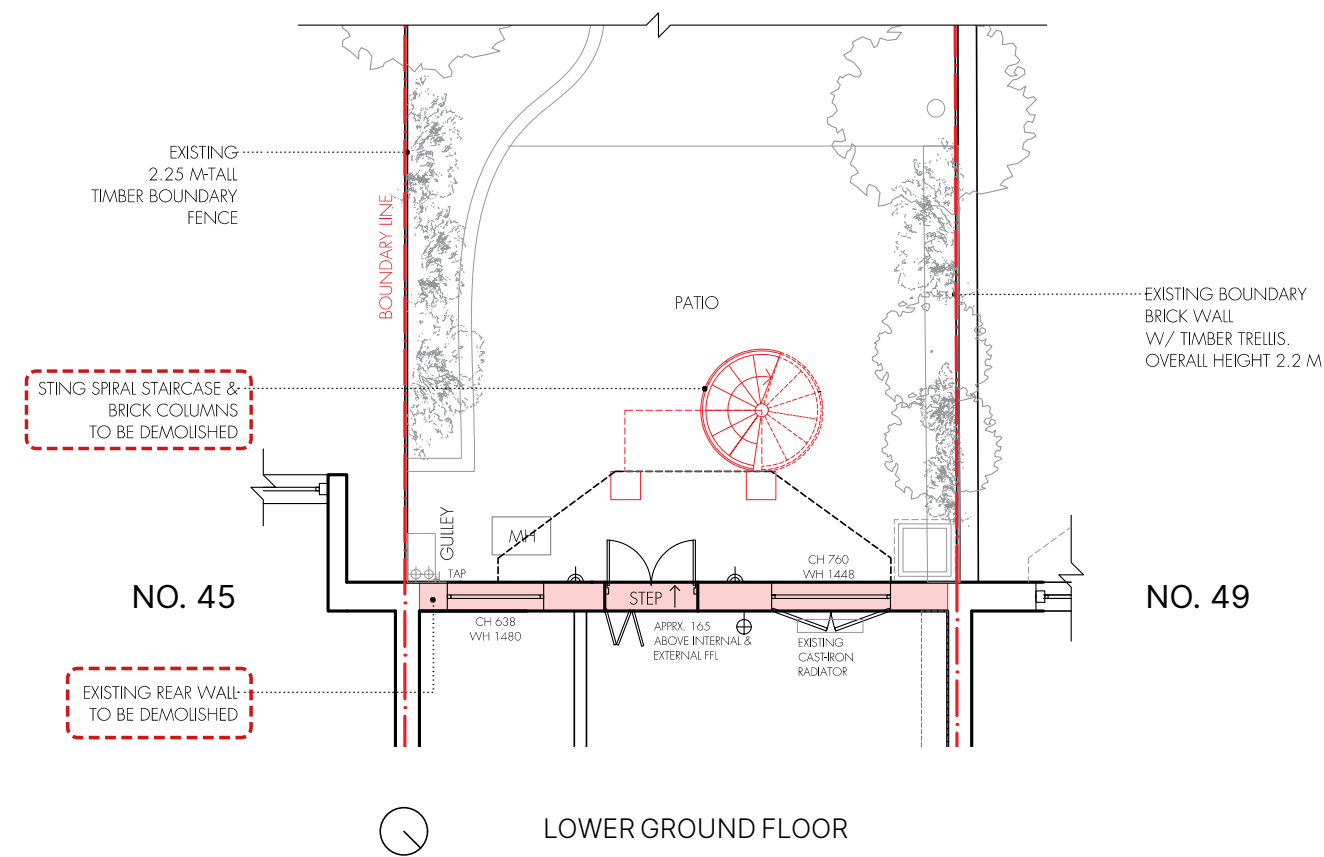 EXISTING
2.25 M-TALL
TIMBER BOUNDARY
FENCE
BOUNDARY LINE
PATIO
EXISTING BOUNDARY
BRICK WALL
W/ TIMBER TRELLIS.
OVERALL HEIGHT 2.2 M
STING SPIRAL STAIRCASE &
BRICK COLUMNS
TO BE DEMOLISHED
GULLEY
MH
TAP
CH 760
WH 1448
NO. 45
STEP
NO. 49
CH 638
WH 1480
APPRX. 165
ABOVE INTERNAL &
EXTERNAL FFL
EXISTING
CAST-IRON
RADIATOR
EXISTING REAR WALL
TO BE DEMOLISHED
LOWER GROUND FLOOR